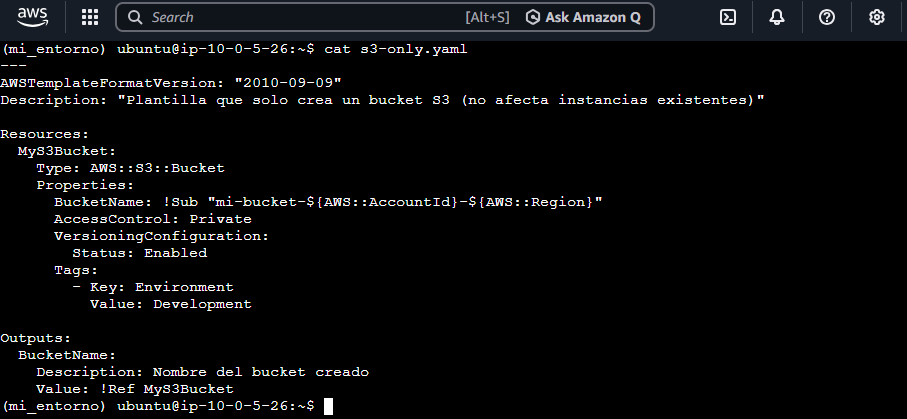 aws Search [Alt+S] Ask Amazon Q
(mi_entorno) ubuntu@ip-10-0-5-26:~$ cat s3-only.yaml
---
AWSTemplateFormatVersion: "2010-09-09"
Description: "Plantilla que solo crea un bucket S3 (no afecta instancias existentes)"

Resources:
  MyS3Bucket:
    Type: AWS::S3::Bucket
    Properties:
      BucketName: !Sub "mi-bucket-${AWS::AccountId}-${AWS::Region}"
      AccessControl: Private
      VersioningConfiguration:
        Status: Enabled
      Tags:
        - Key: Environment
          Value: Development

Outputs:
  BucketName:
    Description: Nombre del bucket creado
    Value: !Ref MyS3Bucket
(mi_entorno) ubuntu@ip-10-0-5-26:~$